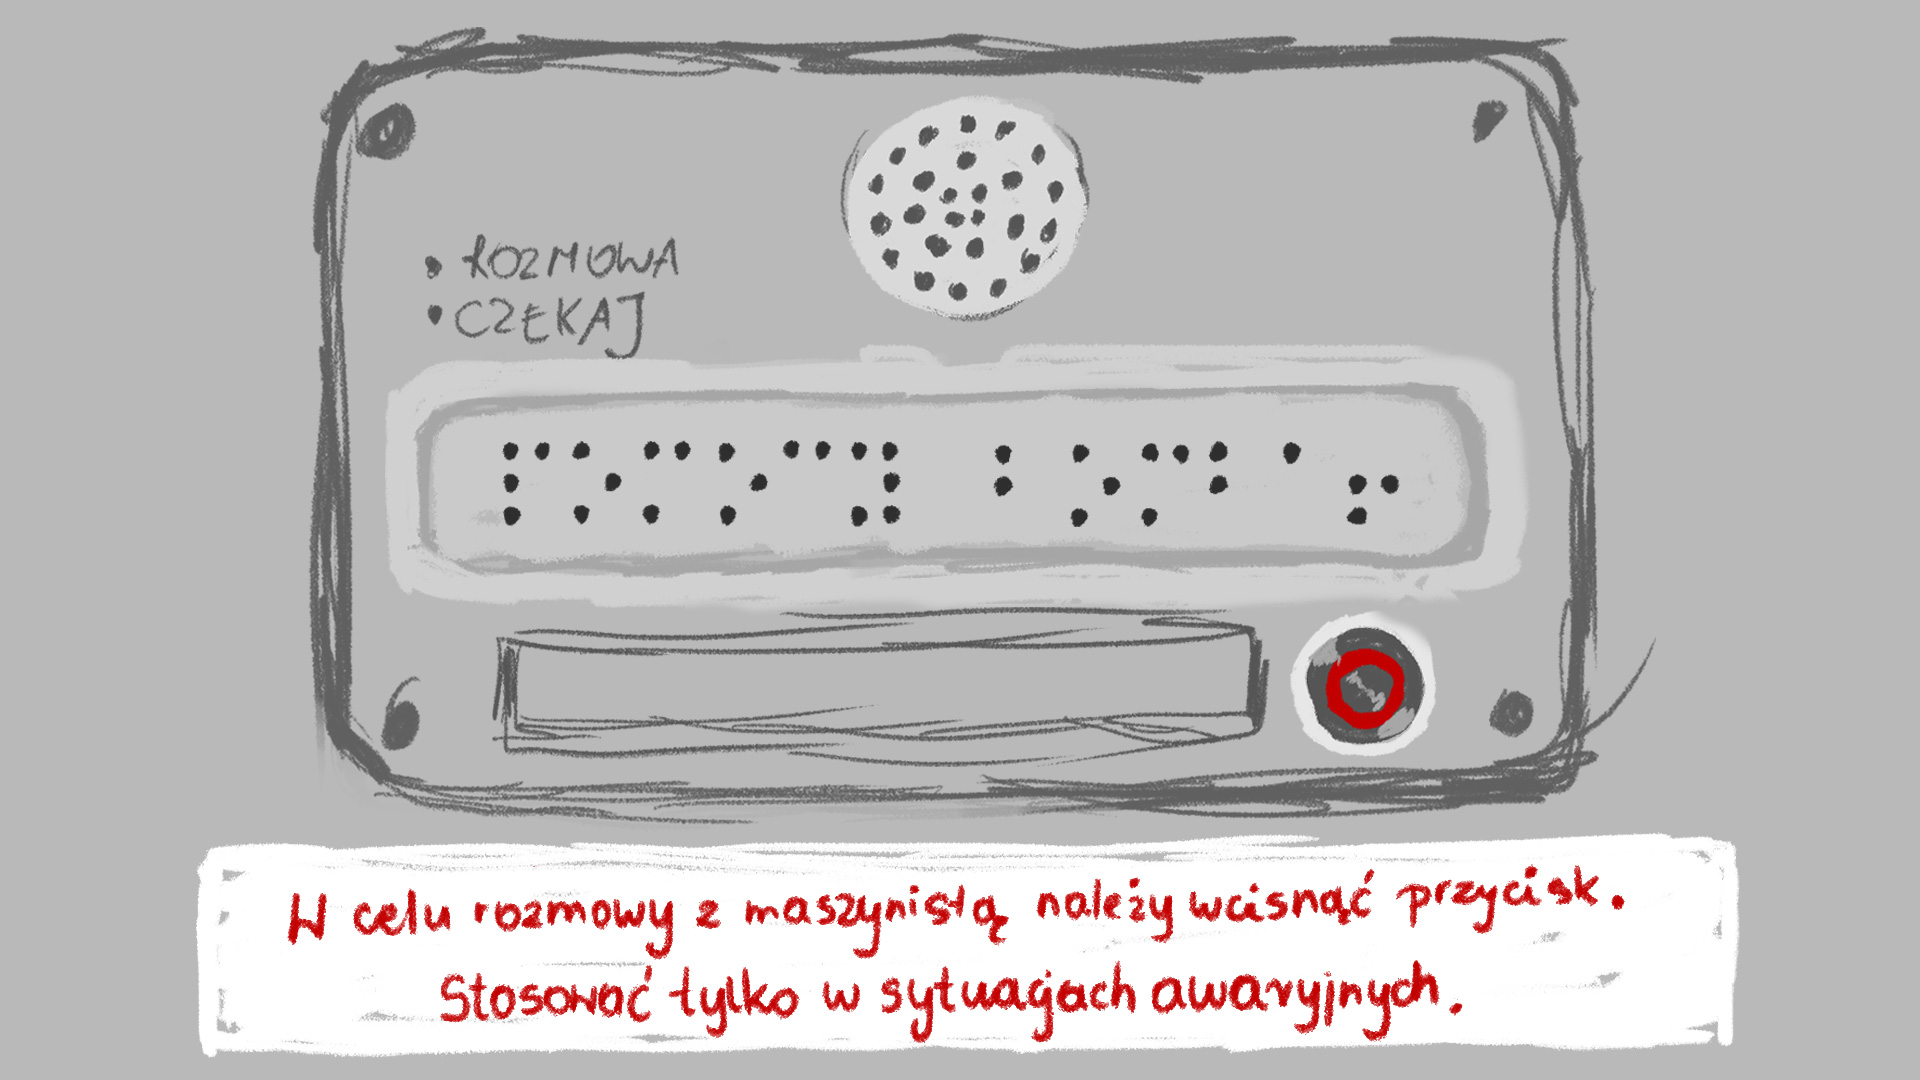 ROZMOWA
CZEKAJ
⠏⠕⠍⠕⠉⠽ ⠃⠕⠍⠃⠁⠖
W celu rozmowy z maszynistą należy wcisnąć przycisk.
Stosować tylko w sytuacjach awaryjnych.